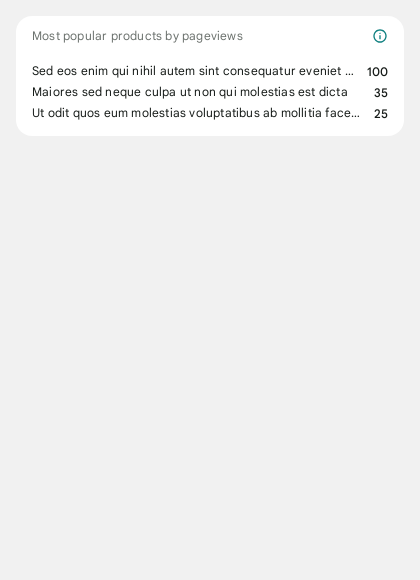 Most popular products by pageviews
Sed eos enim qui nihil autem sint consequatur eveniet ... 100
Maiores sed neque culpa ut non qui molestias est dicta 35
Ut odit quos eum molestias voluptatibus ab mollitia face... 25